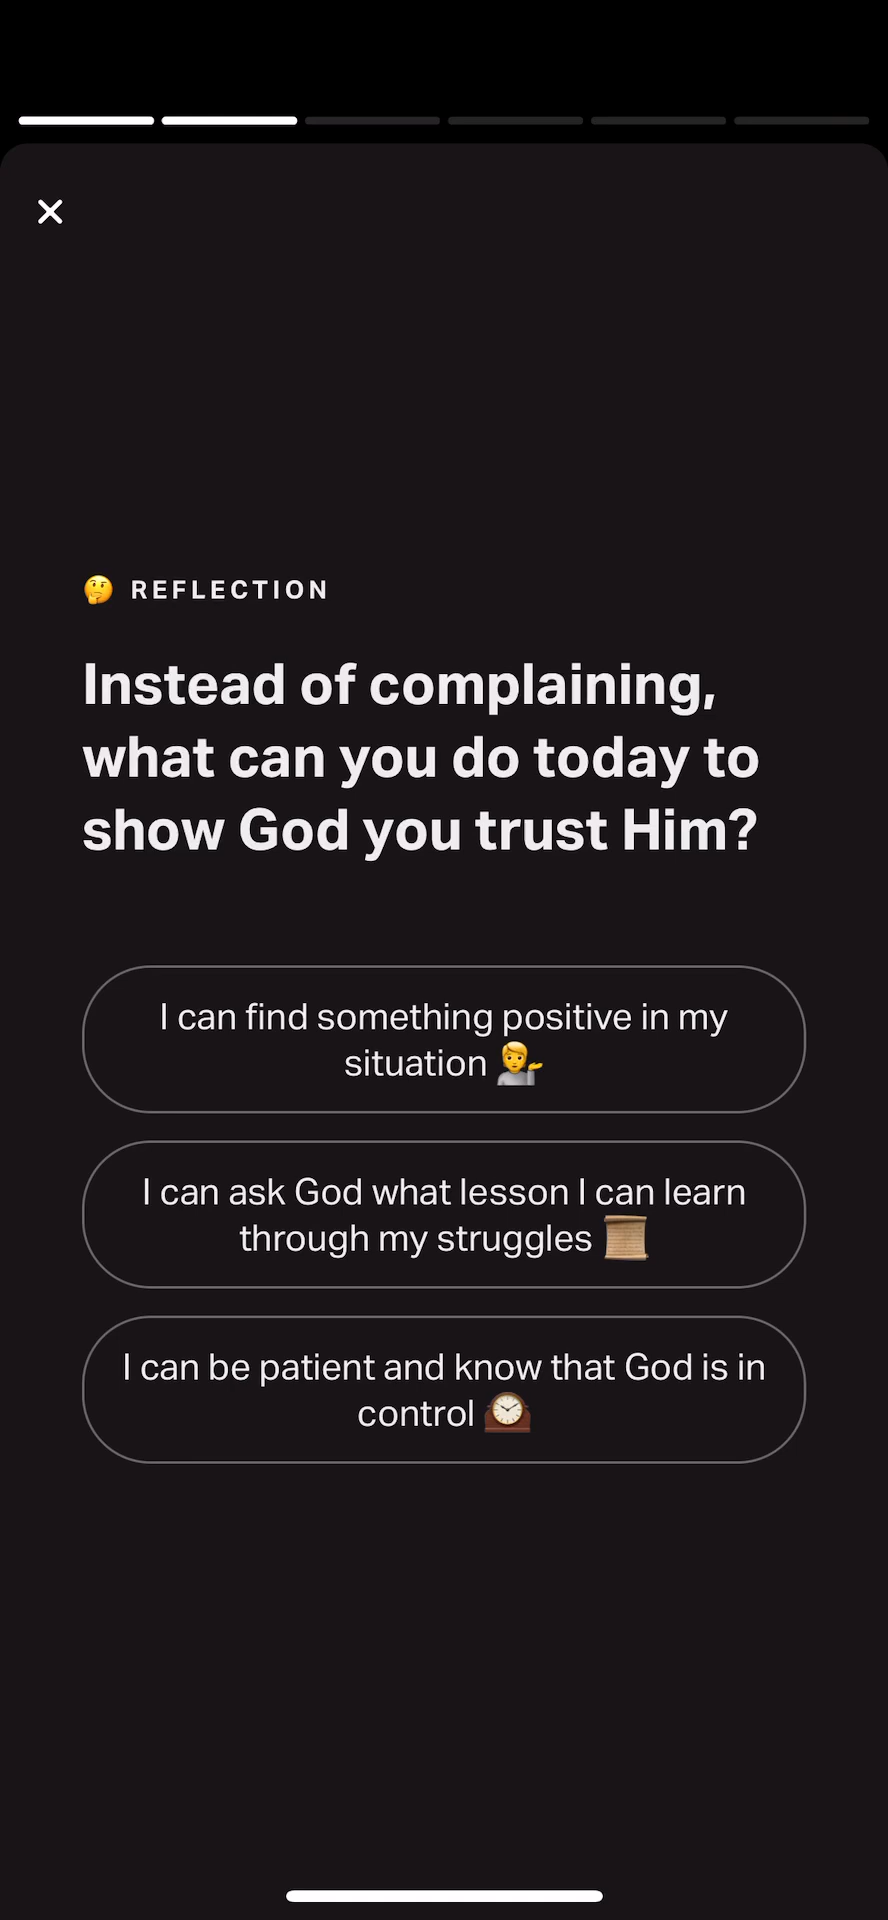 🤔 REFLECTION
Instead of complaining,
what can you do today to
show God you trust Him?
I can find something positive in my
situation 💁
I can ask God what lesson I can learn
through my struggles 📜
I can be patient and know that God is in
control 🕰️